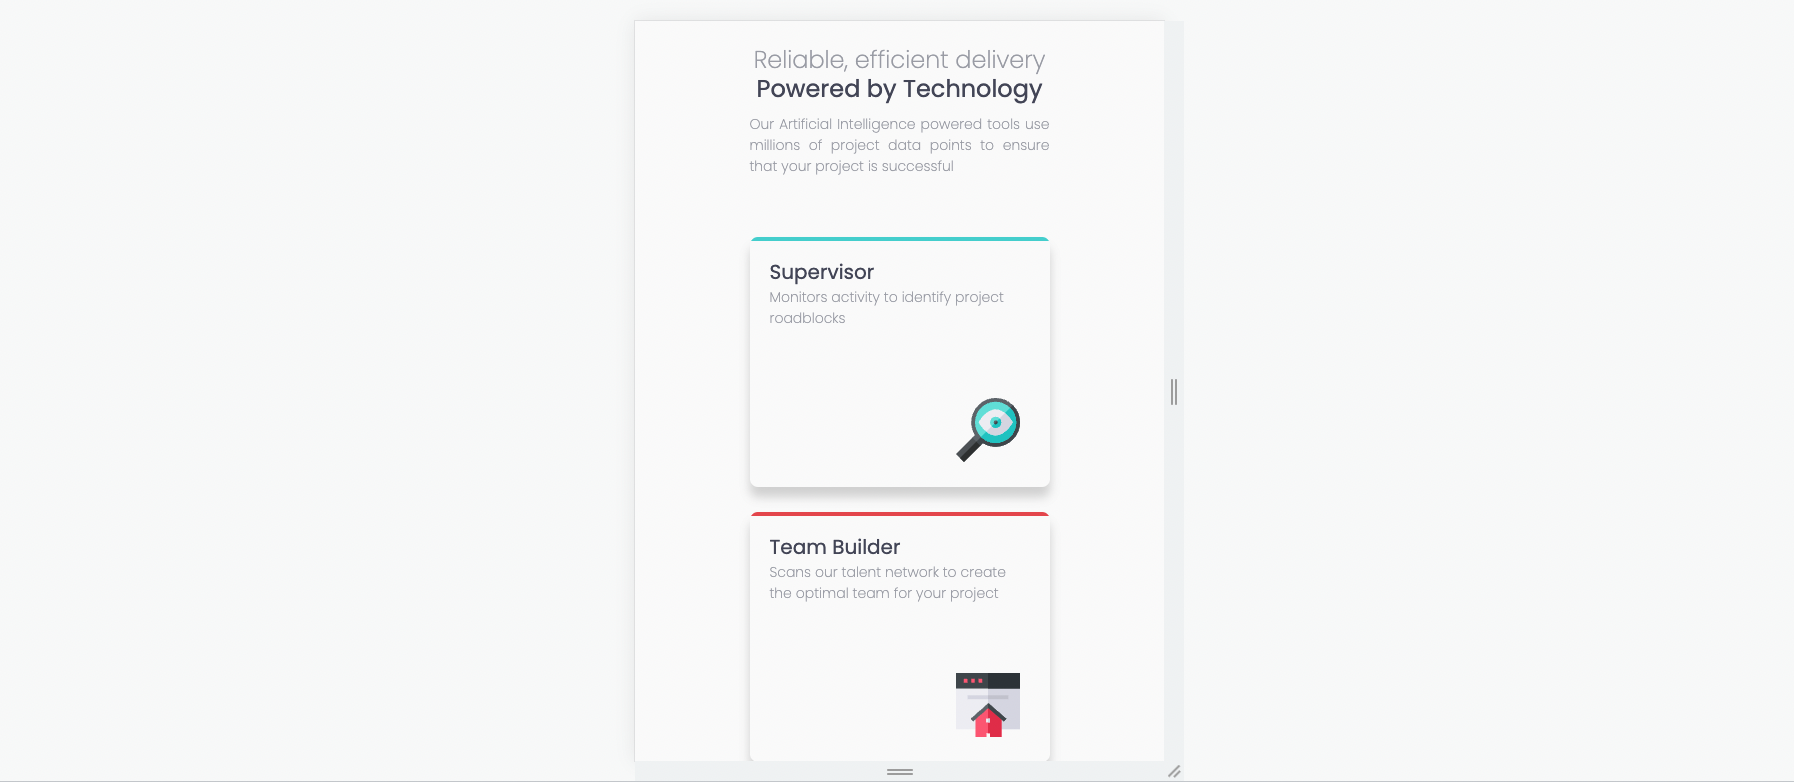 Reliable, efficient delivery
Powered by Technology
Our Artificial Intelligence powered tools use
millions of project data points to ensure
that your project is successful
Supervisor
Monitors activity to identify project
roadblocks
Team Builder
Scans our talent network to create
the optimal team for your project